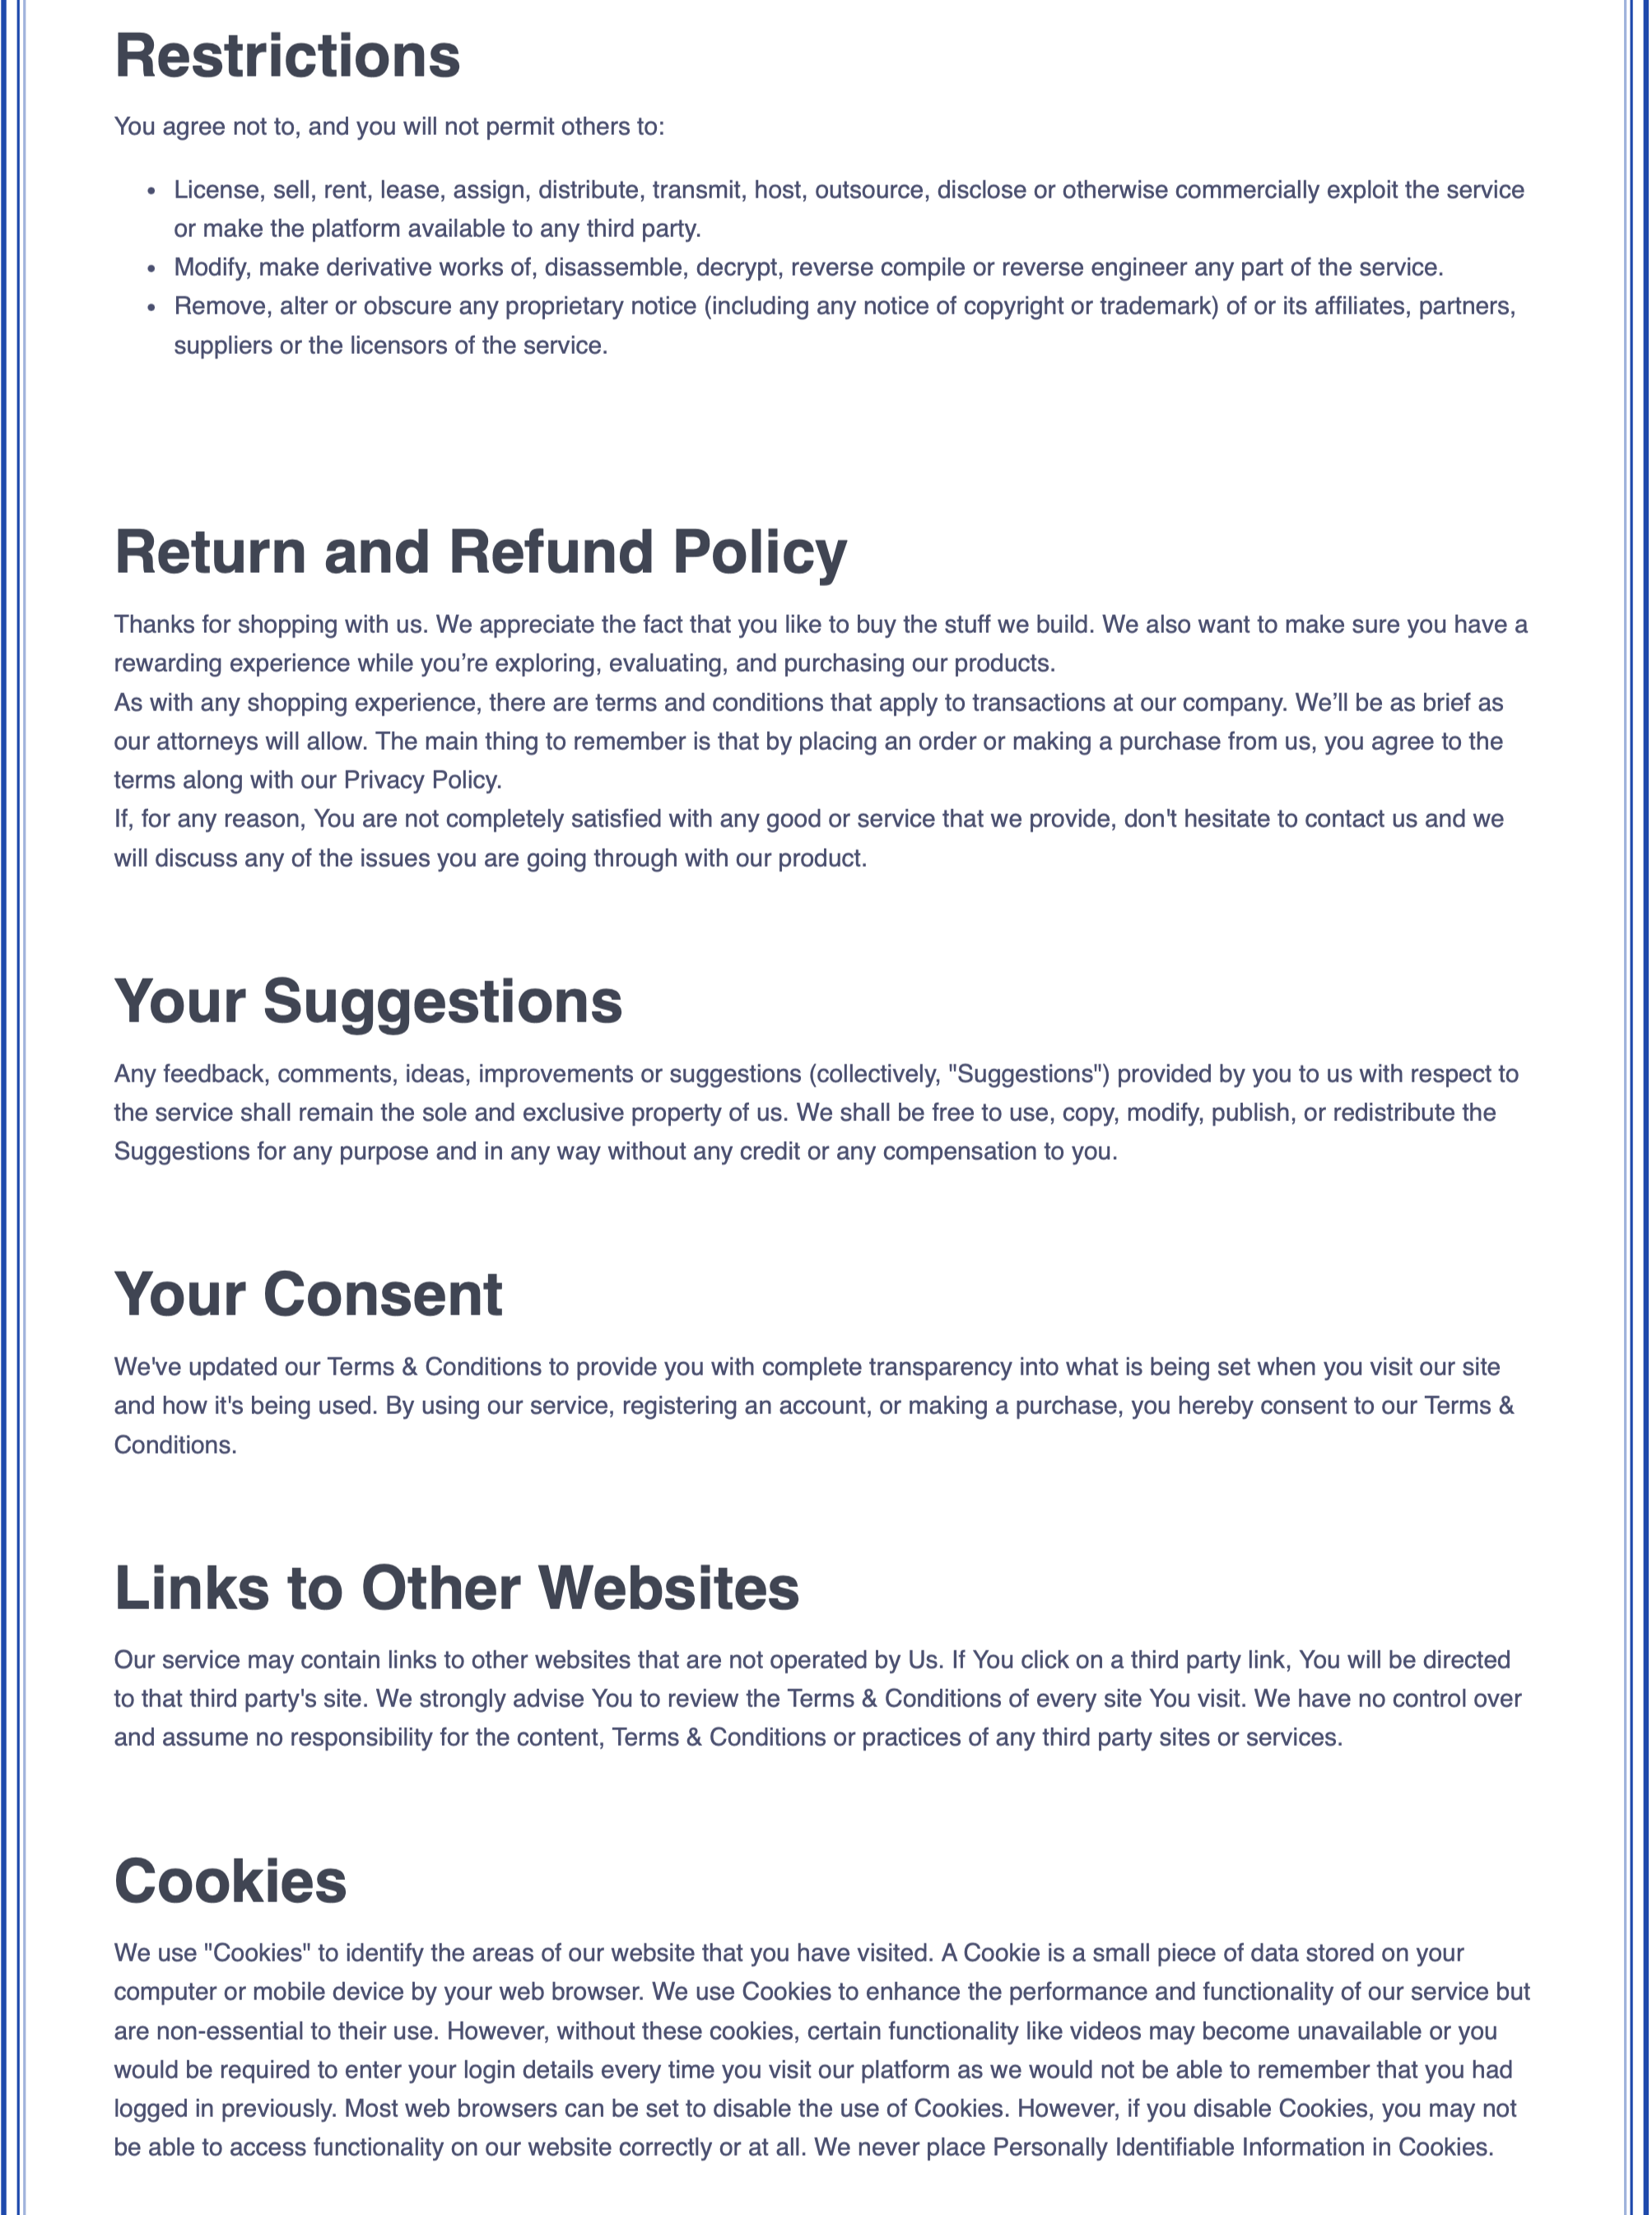 Restrictions
You agree not to, and you will not permit others to:
• License, sell, rent, lease, assign, distribute, transmit, host, outsource, disclose or otherwise commercially exploit the service
or make the platform available to any third party.
• Modify, make derivative works of, disassemble, decrypt, reverse compile or reverse engineer any part of the service.
• Remove, alter or obscure any proprietary notice (including any notice of copyright or trademark) of or its affiliates, partners,
suppliers or the licensors of the service.
Return and Refund Policy
Thanks for shopping with us. We appreciate the fact that you like to buy the stuff we build. We also want to make sure you have a
rewarding experience while you’re exploring, evaluating, and purchasing our products.
As with any shopping experience, there are terms and conditions that apply to transactions at our company. We’ll be as brief as
our attorneys will allow. The main thing to remember is that by placing an order or making a purchase from us, you agree to the
terms along with our Privacy Policy.
If, for any reason, You are not completely satisfied with any good or service that we provide, don't hesitate to contact us and we
will discuss any of the issues you are going through with our product.
Your Suggestions
Any feedback, comments, ideas, improvements or suggestions (collectively, "Suggestions") provided by you to us with respect to
the service shall remain the sole and exclusive property of us. We shall be free to use, copy, modify, publish, or redistribute the
Suggestions for any purpose and in any way without any credit or any compensation to you.
Your Consent
We've updated our Terms & Conditions to provide you with complete transparency into what is being set when you visit our site
and how it's being used. By using our service, registering an account, or making a purchase, you hereby consent to our Terms &
Conditions.
Links to Other Websites
Our service may contain links to other websites that are not operated by Us. If You click on a third party link, You will be directed
to that third party's site. We strongly advise You to review the Terms & Conditions of every site You visit. We have no control over
and assume no responsibility for the content, Terms & Conditions or practices of any third party sites or services.
Cookies
We use "Cookies" to identify the areas of our website that you have visited. A Cookie is a small piece of data stored on your
computer or mobile device by your web browser. We use Cookies to enhance the performance and functionality of our service but
are non-essential to their use. However, without these cookies, certain functionality like videos may become unavailable or you
would be required to enter your login details every time you visit our platform as we would not be able to remember that you had
logged in previously. Most web browsers can be set to disable the use of Cookies. However, if you disable Cookies, you may not
be able to access functionality on our website correctly or at all. We never place Personally Identifiable Information in Cookies.